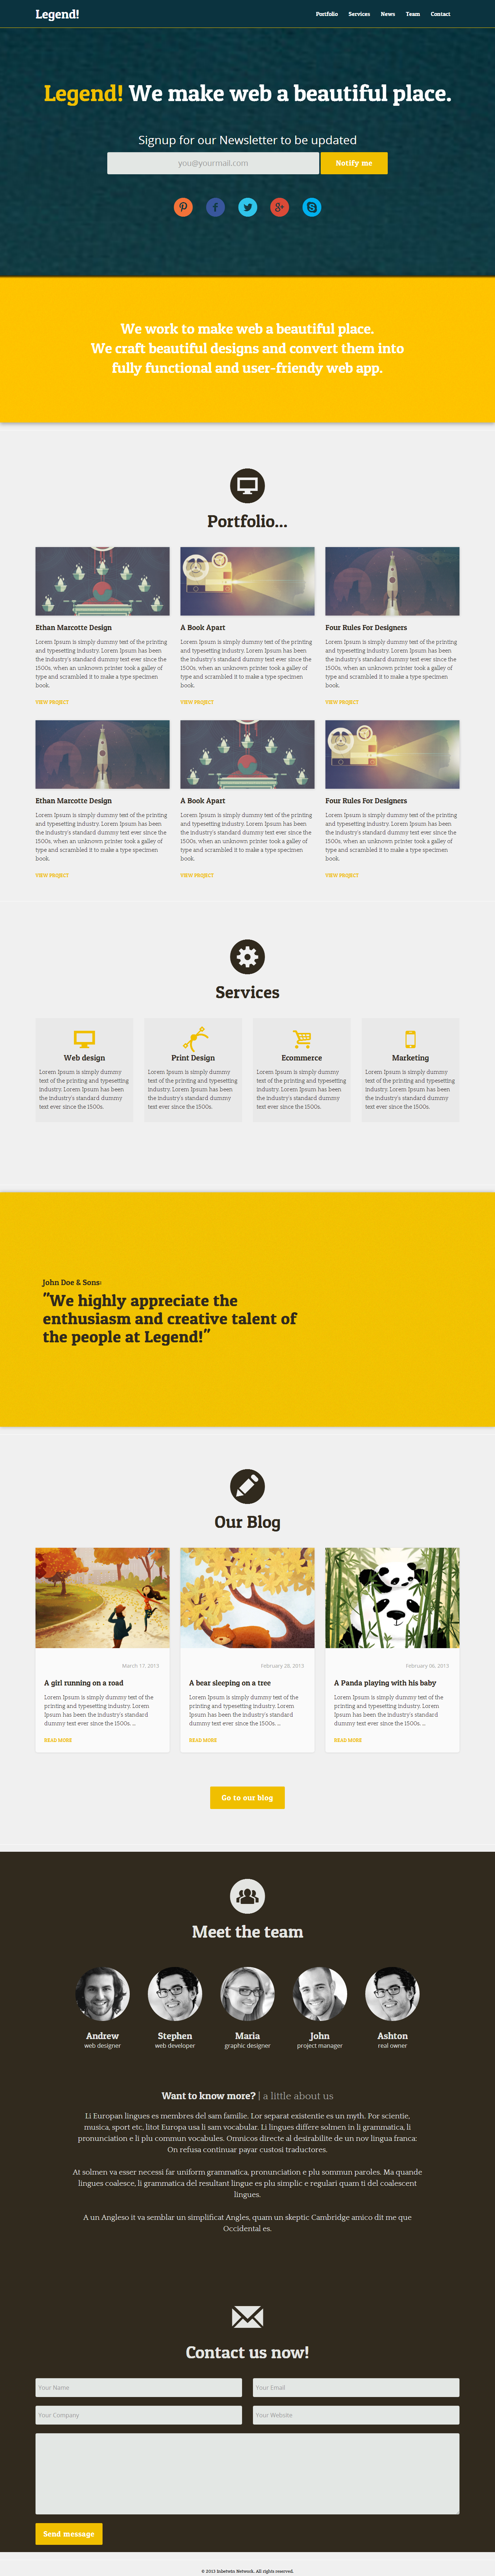 Legend!
Portfolio Services News Team Contact
Legend! We make web a beautiful place.
Signup for our Newsletter to be updated
you@yourmail.com Notify me
We work to make web a beautiful place.
We craft beautiful designs and convert them into
fully functional and user-friendy web app.
Portfolio...
Ethan Marcotte Design
Lorem Ipsum is simply dummy text of the printing
and typesetting industry. Lorem Ipsum has been
the industry's standard dummy text ever since the
1500s, when an unknown printer took a galley of
type and scrambled it to make a type specimen
book.
VIEW PROJECT
A Book Apart
Lorem Ipsum is simply dummy text of the printing
and typesetting industry. Lorem Ipsum has been
the industry's standard dummy text ever since the
1500s, when an unknown printer took a galley of
type and scrambled it to make a type specimen
book.
VIEW PROJECT
Four Rules For Designers
Lorem Ipsum is simply dummy text of the printing
and typesetting industry. Lorem Ipsum has been
the industry's standard dummy text ever since the
1500s, when an unknown printer took a galley of
type and scrambled it to make a type specimen
book.
VIEW PROJECT
Ethan Marcotte Design
Lorem Ipsum is simply dummy text of the printing
and typesetting industry. Lorem Ipsum has been
the industry's standard dummy text ever since the
1500s, when an unknown printer took a galley of
type and scrambled it to make a type specimen
book.
VIEW PROJECT
A Book Apart
Lorem Ipsum is simply dummy text of the printing
and typesetting industry. Lorem Ipsum has been
the industry's standard dummy text ever since the
1500s, when an unknown printer took a galley of
type and scrambled it to make a type specimen
book.
VIEW PROJECT
Four Rules For Designers
Lorem Ipsum is simply dummy text of the printing
and typesetting industry. Lorem Ipsum has been
the industry's standard dummy text ever since the
1500s, when an unknown printer took a galley of
type and scrambled it to make a type specimen
book.
VIEW PROJECT
Services
Web design
Lorem Ipsum is simply dummy
text of the printing and typesetting
industry. Lorem Ipsum has been
the industry's standard dummy
text ever since the 1500s.
Print Design
Lorem Ipsum is simply dummy
text of the printing and typesetting
industry. Lorem Ipsum has been
the industry's standard dummy
text ever since the 1500s.
Ecommerce
Lorem Ipsum is simply dummy
text of the printing and typesetting
industry. Lorem Ipsum has been
the industry's standard dummy
text ever since the 1500s.
Marketing
Lorem Ipsum is simply dummy
text of the printing and typesetting
industry. Lorem Ipsum has been
the industry's standard dummy
text ever since the 1500s.
John Doe & Sons:
"We highly appreciate the
enthusiasm and creative talent of
the people at Legend!"
Our Blog
March 17, 2013
A girl running on a road
Lorem Ipsum is simply dummy text of the
printing and typesetting industry. Lorem
Ipsum has been the industry's standard
dummy text ever since the 1500s. ...
READ MORE
February 28, 2013
A bear sleeping on a tree
Lorem Ipsum is simply dummy text of the
printing and typesetting industry. Lorem
Ipsum has been the industry's standard
dummy text ever since the 1500s. ...
READ MORE
February 06, 2013
A Panda playing with his baby
Lorem Ipsum is simply dummy text of the
printing and typesetting industry. Lorem
Ipsum has been the industry's standard
dummy text ever since the 1500s. ...
READ MORE
Go to our blog
Meet the team
Andrew Stephen Maria John Ashton
web designer web developer graphic designer project manager real owner
Want to know more? | a little about us
Li Europan lingues es membres del sam familie. Lor separat existentie es un myth. Por scientie,
musica, sport etc, litot Europa usa li sam vocabular. Li lingues differe solmen in li grammatica, li
pronunciation e li plu commun vocabules. Omnicos directe al desirabilite de un nov lingua franca:
On refusa continuar payar custosi traductores.
At solmen va esser necessi far uniform grammatica, pronunciation e plu sommun paroles. Ma quande
lingues coalesce, li grammatica del resultant lingue es plu simplic e regulari quam ti del coalescent
lingues.
A un Angleso it va semblar un simplificat Angles, quam un skeptic Cambridge amico dit me que
Occidental es.
Contact us now!
Your Name Your Email
Your Company Your Website
Send message
© 2013 Inbetwin Network. All rights reserved.